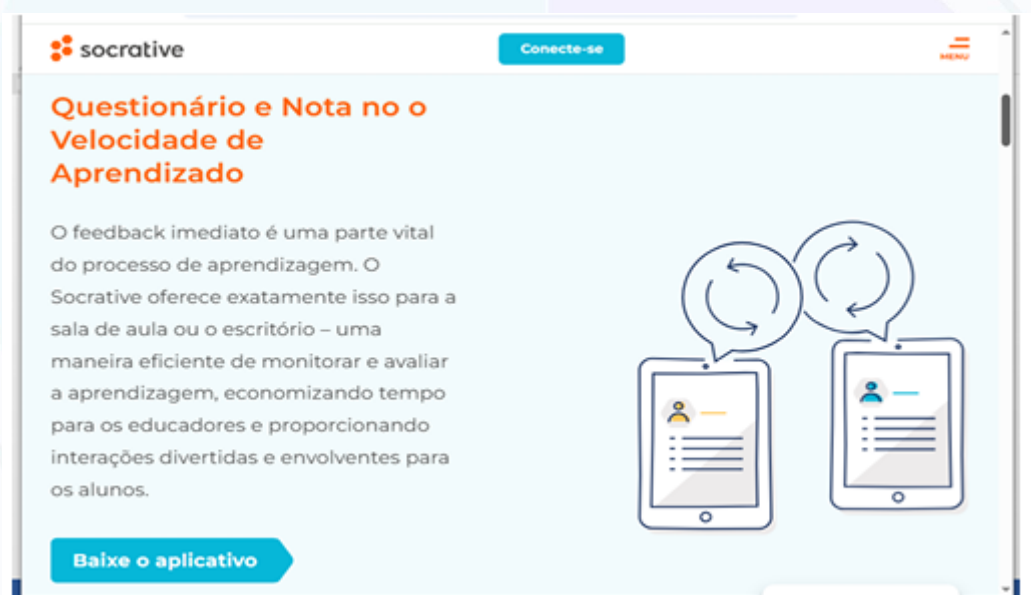 socrative
Conecte-se
MENU
Questionário e Nota no o
Velocidade de
Aprendizado
O feedback imediato é uma parte vital
do processo de aprendizagem. O
Socrative oferece exatamente isso para a
sala de aula ou o escritório – uma
maneira eficiente de monitorar e avaliar
a aprendizagem, economizando tempo
para os educadores e proporcionando
interações divertidas e envolventes para
os alunos.
Baixe o aplicativo